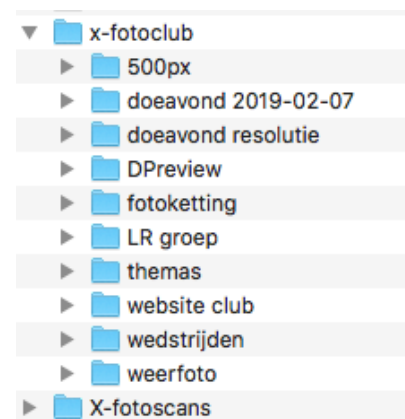 x-fotoclub
500px
doeavond 2019-02-07
doeavond resolutie
DPreview
fotoketting
LR groep
themas
website club
wedstrijden
weerfoto
X-fotoscans